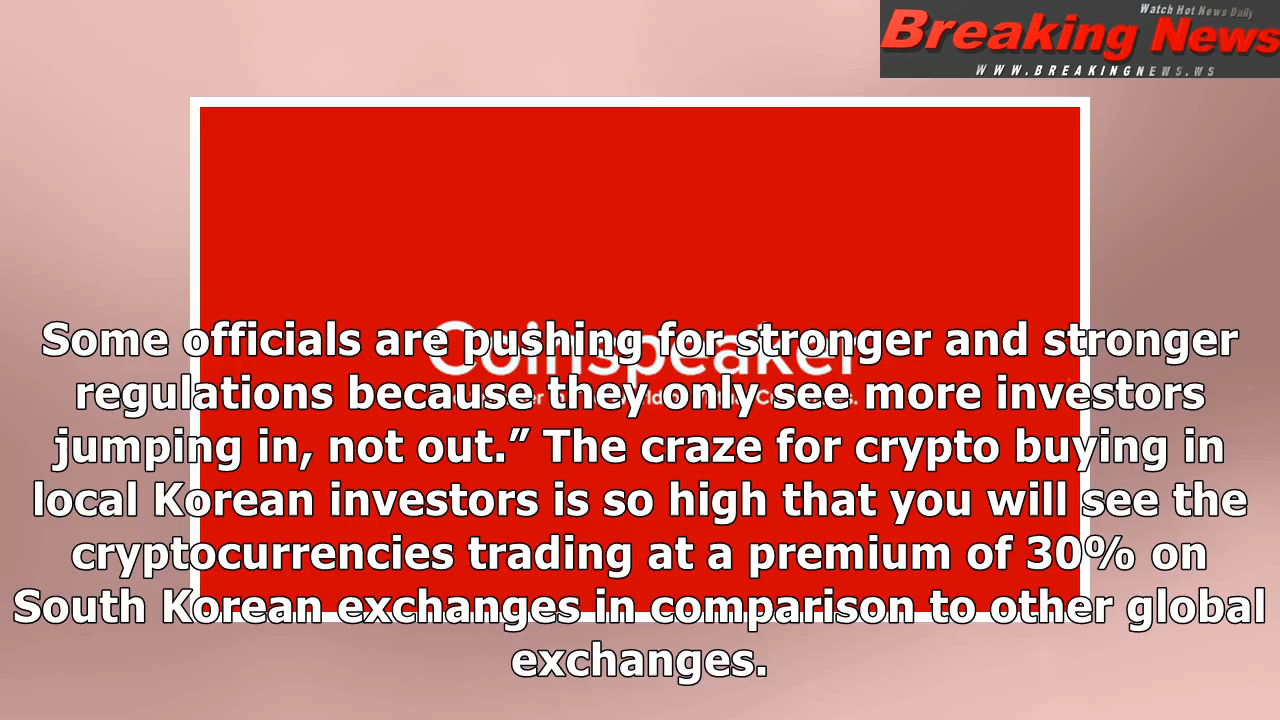 Watch Hot News Daily
Breaking News
WWW.BREAKINGNEWS.WS
Coinspeaker
Some officials are pushing for stronger and stronger
regulations because they only see more investors
jumping in, not out.” The craze for crypto buying in
local Korean investors is so high that you will see the
cryptocurrencies trading at a premium of 30% on
South Korean exchanges in comparison to other global
exchanges.